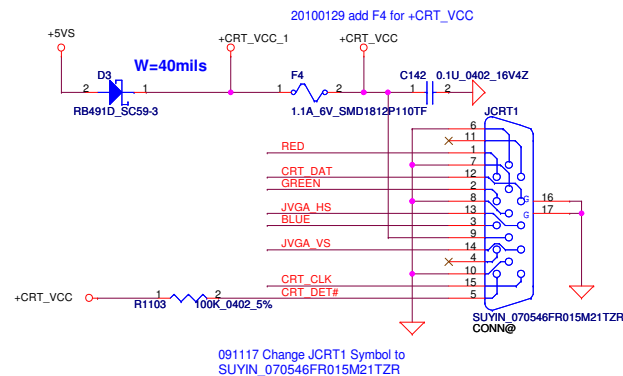 20100129 add F4 for +CRT_VCC
+5VS
+CRT_VCC_1
+CRT_VCC
W=40mils
D3
2
1
RB491D_SC59-3
F4
1
2
1.1A_6V_SMD1812P110TF
C142
0.1U_0402_16V4Z
1
2
JCRT1
6
11
RED
1
7
CRT_DAT
12
GREEN
2
8
JVGA_HS
13
BLUE
3
9
JVGA_VS
14
4
10
CRT_CLK
15
CRT_DET#
5
G
16
G
17
+CRT_VCC
R1103
1
2
100K_0402_5%
SUYIN_070546FR015M21TZR
CONN@
091117 Change JCRT1 Symbol to
SUYIN_070546FR015M21TZR